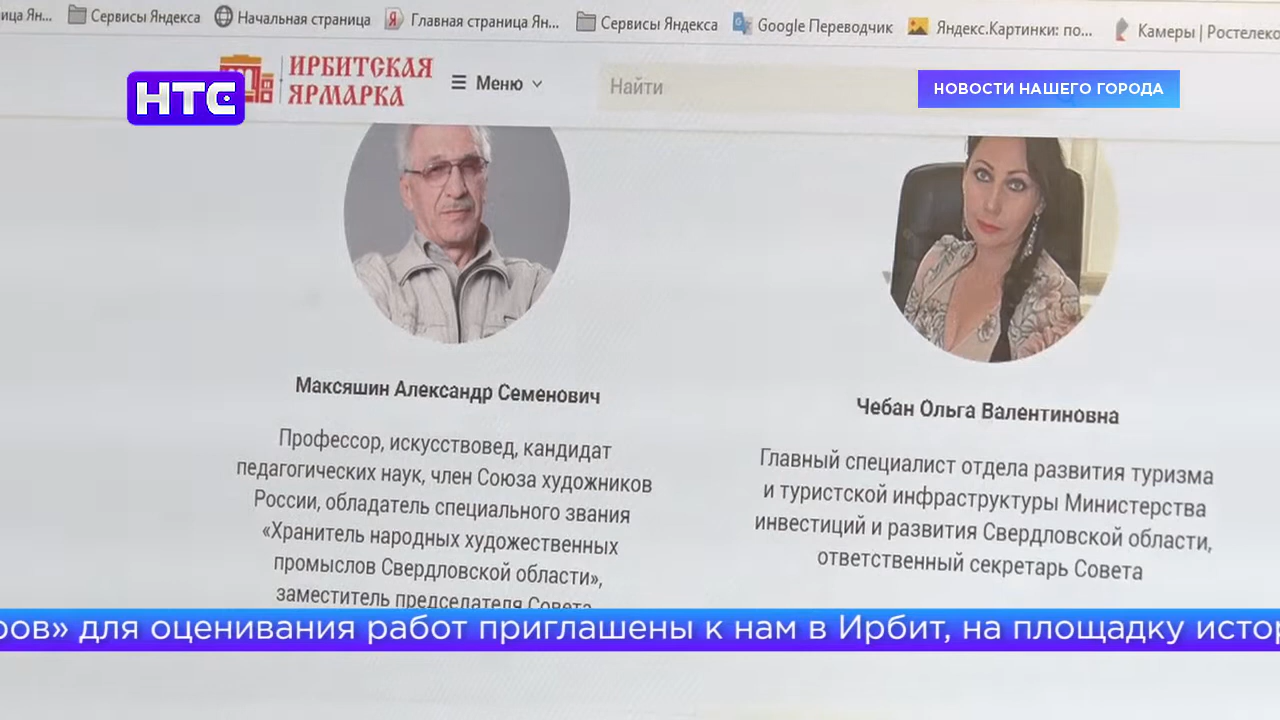 ица Ян...
Сервисы Яндекса
Начальная страница
Главная страница Ян...
Сервисы Яндекса
Google Переводчик
Яндекс.Картинки: по...
Камеры | Ростелеко
НТС
ИРБИТСКАЯ
ЯРМАРКА
Меню
Найти
НОВОСТИ НАШЕГО ГОРОДА
Максяшин Александр Семенович
Профессор, искусствовед, кандидат
педагогических наук, член Союза художников
России, обладатель специального звания
«Хранитель народных художественных
промыслов Свердловской области»,
заместитель председателя Совета
Чебан Ольга Валентиновна
Главный специалист отдела развития туризма
и туристской инфраструктуры Министерства
инвестиций и развития Свердловской области,
ответственный секретарь Совета
ров» для оценивания работ приглашены к нам в Ирбит, на площадку истор